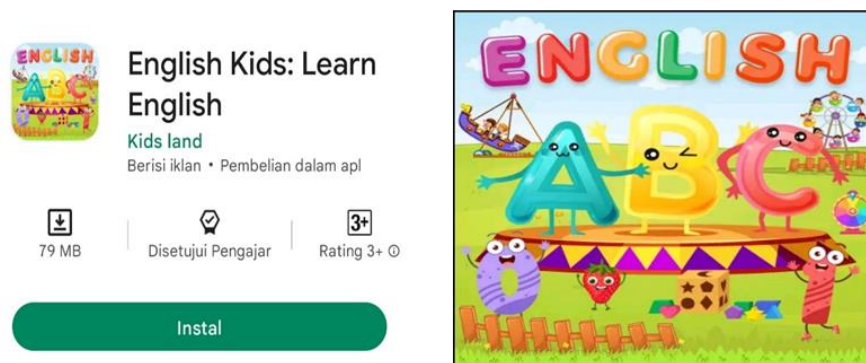 ENGLISH
ABC
English Kids: Learn
English
Kids land
Berisi iklan • Pembelian dalam apl
79 MB
Disetujui Pengajar
3+
Rating 3+
Instal
ENGLISH
ABC